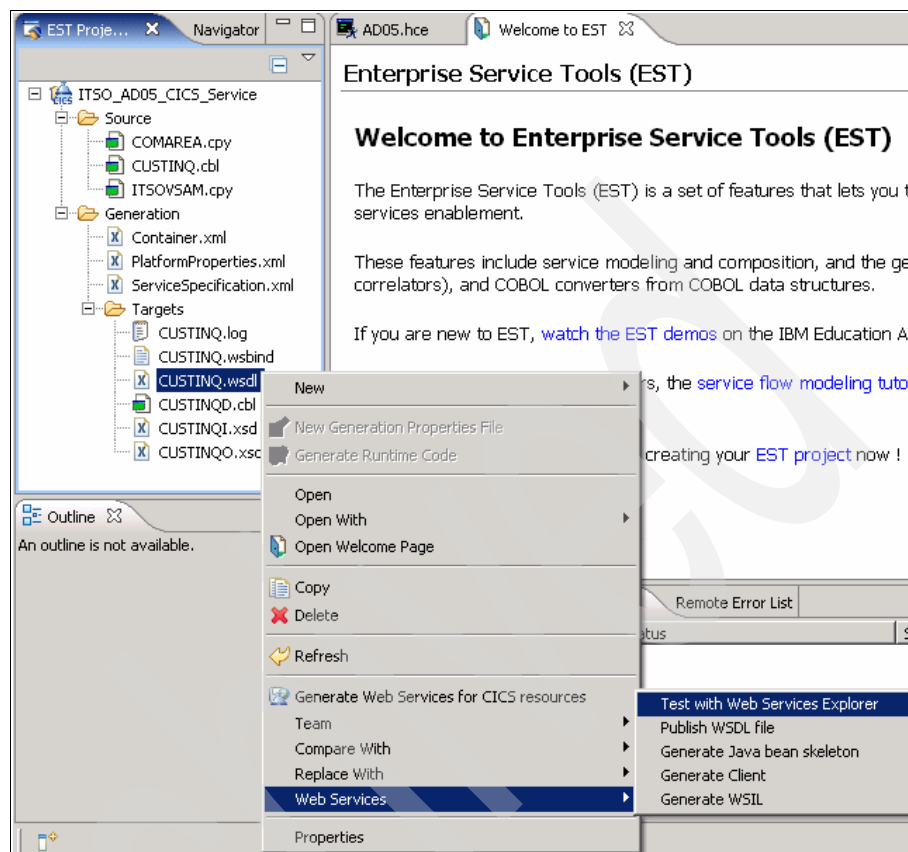 EST Proje...
Navigator
AD05.hce
Welcome to EST
Enterprise Service Tools (EST)
ITSO_AD05_CICS_Service
Source
COMAREA.cpy
CUSTINQ.cbl
ITSOVSAM.cpy
Generation
Container.xml
PlatformProperties.xml
ServiceSpecification.xml
Targets
CUSTINQ.log
CUSTINQ.wsbind
CUSTINQ.wsdl
CUSTINQD.cbl
CUSTINQI.xsd
CUSTINQO.xsd
Welcome to Enterprise Service Tools (EST)
The Enterprise Service Tools (EST) is a set of features that lets you t
services enablement.
These features include service modeling and composition, and the ge
correlators), and COBOL converters from COBOL data structures.
If you are new to EST, watch the EST demos on the IBM Education A
rs, the service flow modeling tuto
creating your EST project now !
Outline
An outline is not available.
New
New Generation Properties File
Generate Runtime Code
Open
Open With
Open Welcome Page
Copy
Delete
Refresh
Generate Web Services for CICS resources
Team
Compare With
Replace With
Web Services
Properties
Remote Error List
atus
S
Test with Web Services Explorer
Publish WSDL file
Generate Java bean skeleton
Generate Client
Generate WSIL